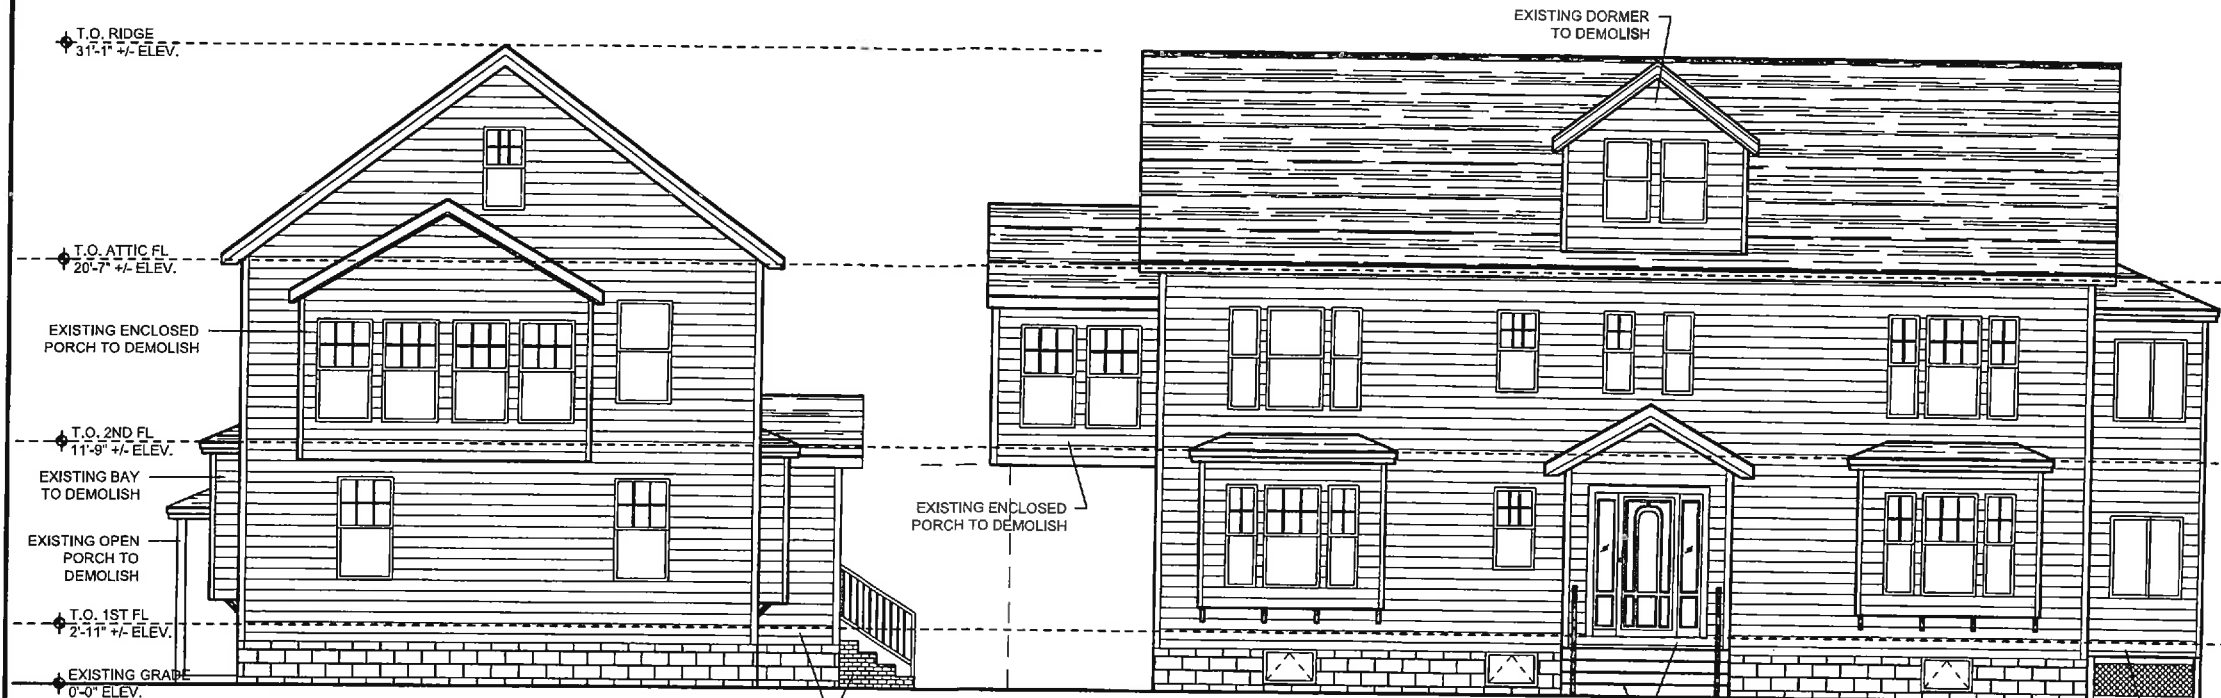 T.O. RIDGE
31'-1" +/- ELEV.
EXISTING DORMER
TO DEMOLISH
T.O. ATTIC FL
20'-7" +/- ELEV.
EXISTING ENCLOSED
PORCH TO DEMOLISH
T.O. 2ND FL
11'-9" +/- ELEV.
EXISTING BAY
TO DEMOLISH
EXISTING OPEN
PORCH TO
DEMOLISH
EXISTING ENCLOSED
PORCH TO DEMOLISH
T.O. 1ST FL
2'-11" +/- ELEV.
EXISTING GRADE
0'-0" ELEV.